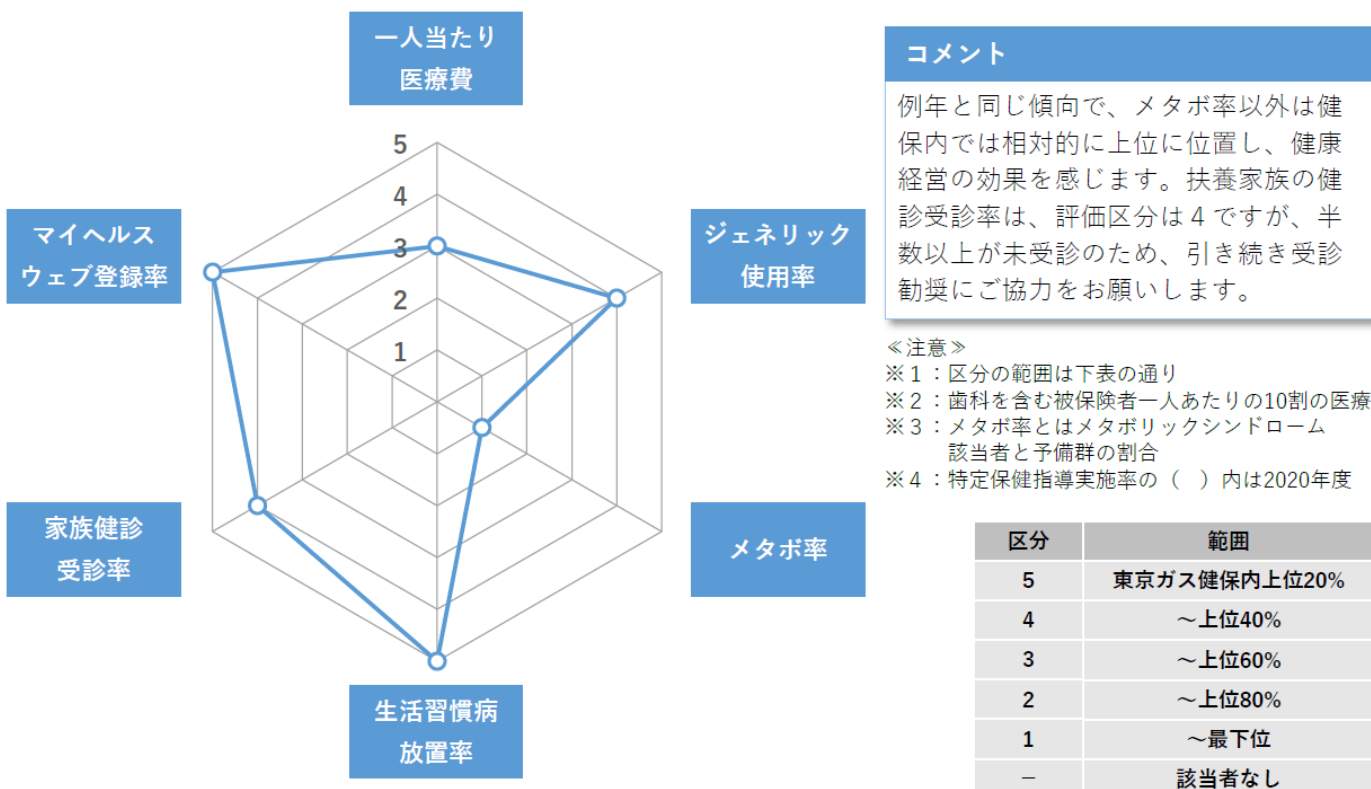 一人当たり
医療費
5
4
3
2
1
マイヘルス
ウェブ登録率
ジェネリック
使用率
家族健診
受診率
メタボ率
生活習慣病
放置率
コメント
例年と同じ傾向で、メタボ率以外は健
保内では相対的に上位に位置し、健康
経営の効果を感じます。扶養家族の健
診受診率は、評価区分は４ですが、半
数以上が未受診のため、引き続き受診
勧奨にご協力をお願いします。
≪注意≫
※１：区分の範囲は下表の通り
※２：歯科を含む被保険者一人あたりの10割の医療
※３：メタボ率とはメタボリックシンドローム
該当者と予備群の割合
※４：特定保健指導実施率の（　）内は2020年度
区分 範囲
5 東京ガス健保内上位20%
4 ～上位40%
3 ～上位60%
2 ～上位80%
1 ～最下位
－ 該当者なし